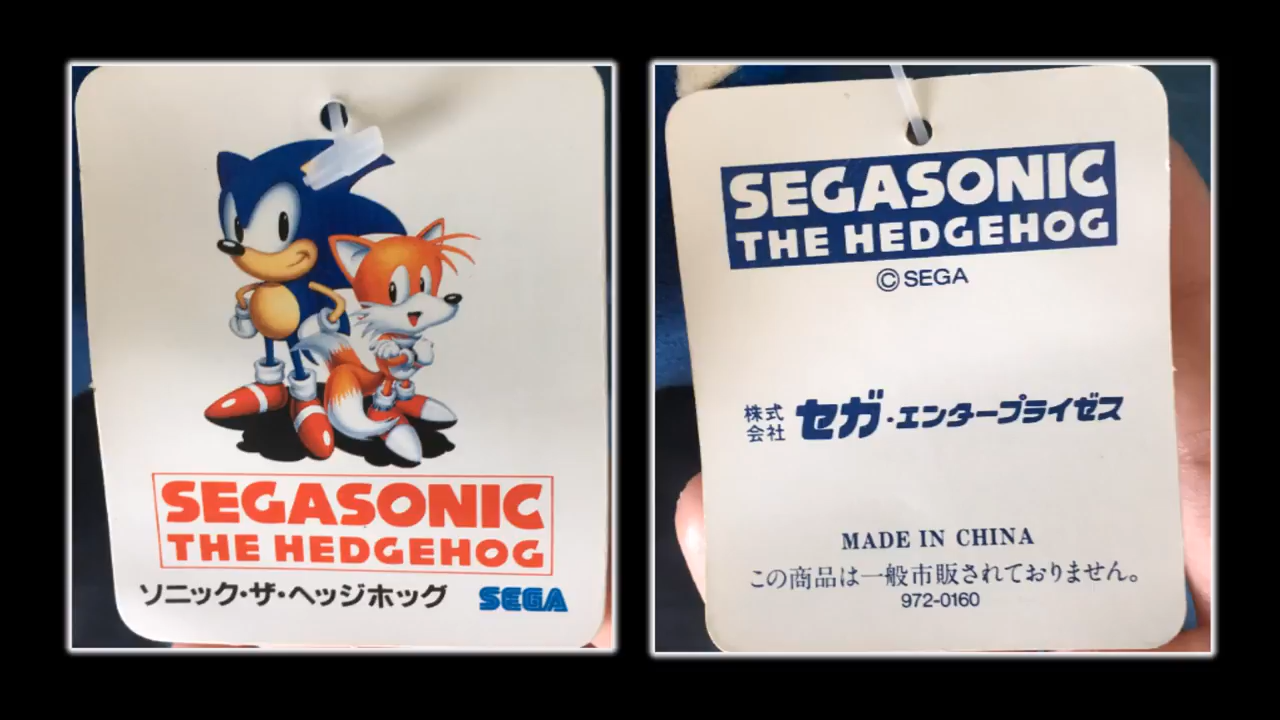 SEGASONIC
THE HEDGEHOG
ソニック・ザ・ヘッジホッグ SEGA
SEGASONIC
THE HEDGEHOG
©SEGA
株式会社 セガ・エンタープライゼス
MADE IN CHINA
この商品は一般市販されておりません。
972-0160